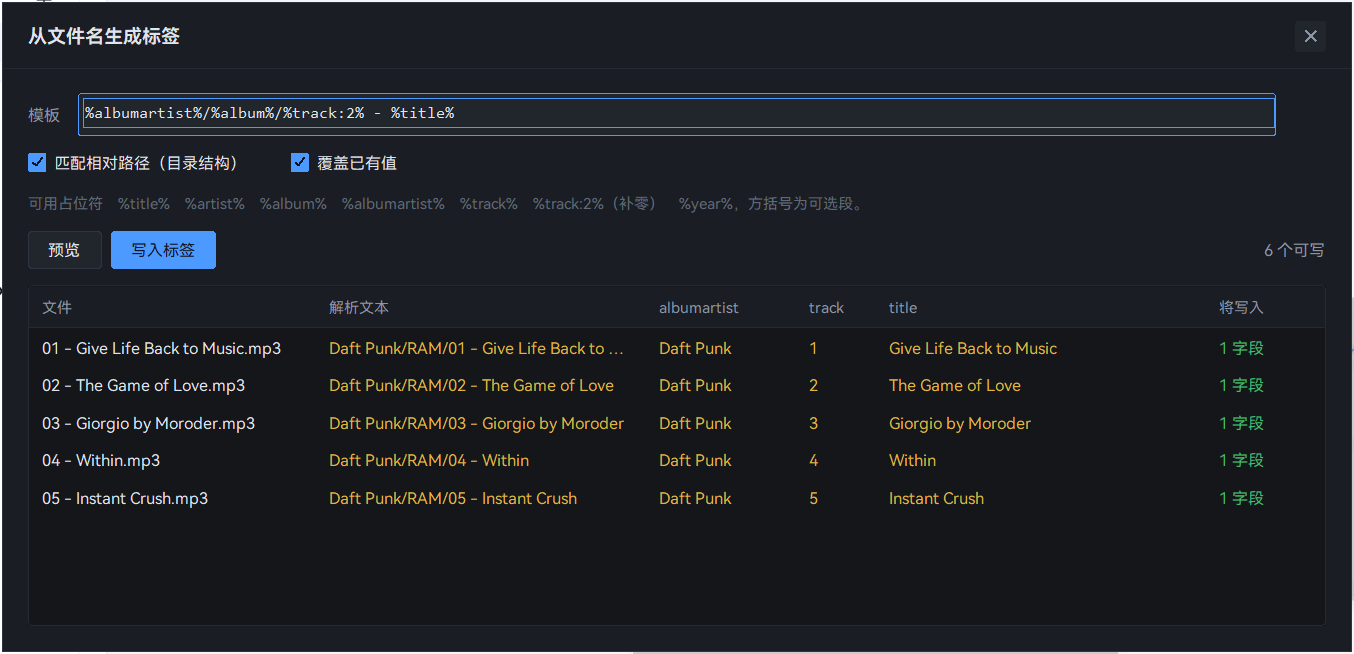 从文件名生成标签
模板 %albumartist%/%album%/%track:2% - %title%
匹配相对路径（目录结构） 覆盖已有值
可用占位符 %title% %artist% %album% %albumartist% %track% %track:2%（补零） %year%，方括号为可选段。
预览 写入标签 6 个可写
文件 解析文本 albumartist track title 将写入
01 - Give Life Back to Music.mp3 Daft Punk/RAM/01 - Give Life Back to ... Daft Punk 1 Give Life Back to Music 1 字段
02 - The Game of Love.mp3 Daft Punk/RAM/02 - The Game of Love Daft Punk 2 The Game of Love 1 字段
03 - Giorgio by Moroder.mp3 Daft Punk/RAM/03 - Giorgio by Moroder Daft Punk 3 Giorgio by Moroder 1 字段
04 - Within.mp3 Daft Punk/RAM/04 - Within Daft Punk 4 Within 1 字段
05 - Instant Crush.mp3 Daft Punk/RAM/05 - Instant Crush Daft Punk 5 Instant Crush 1 字段